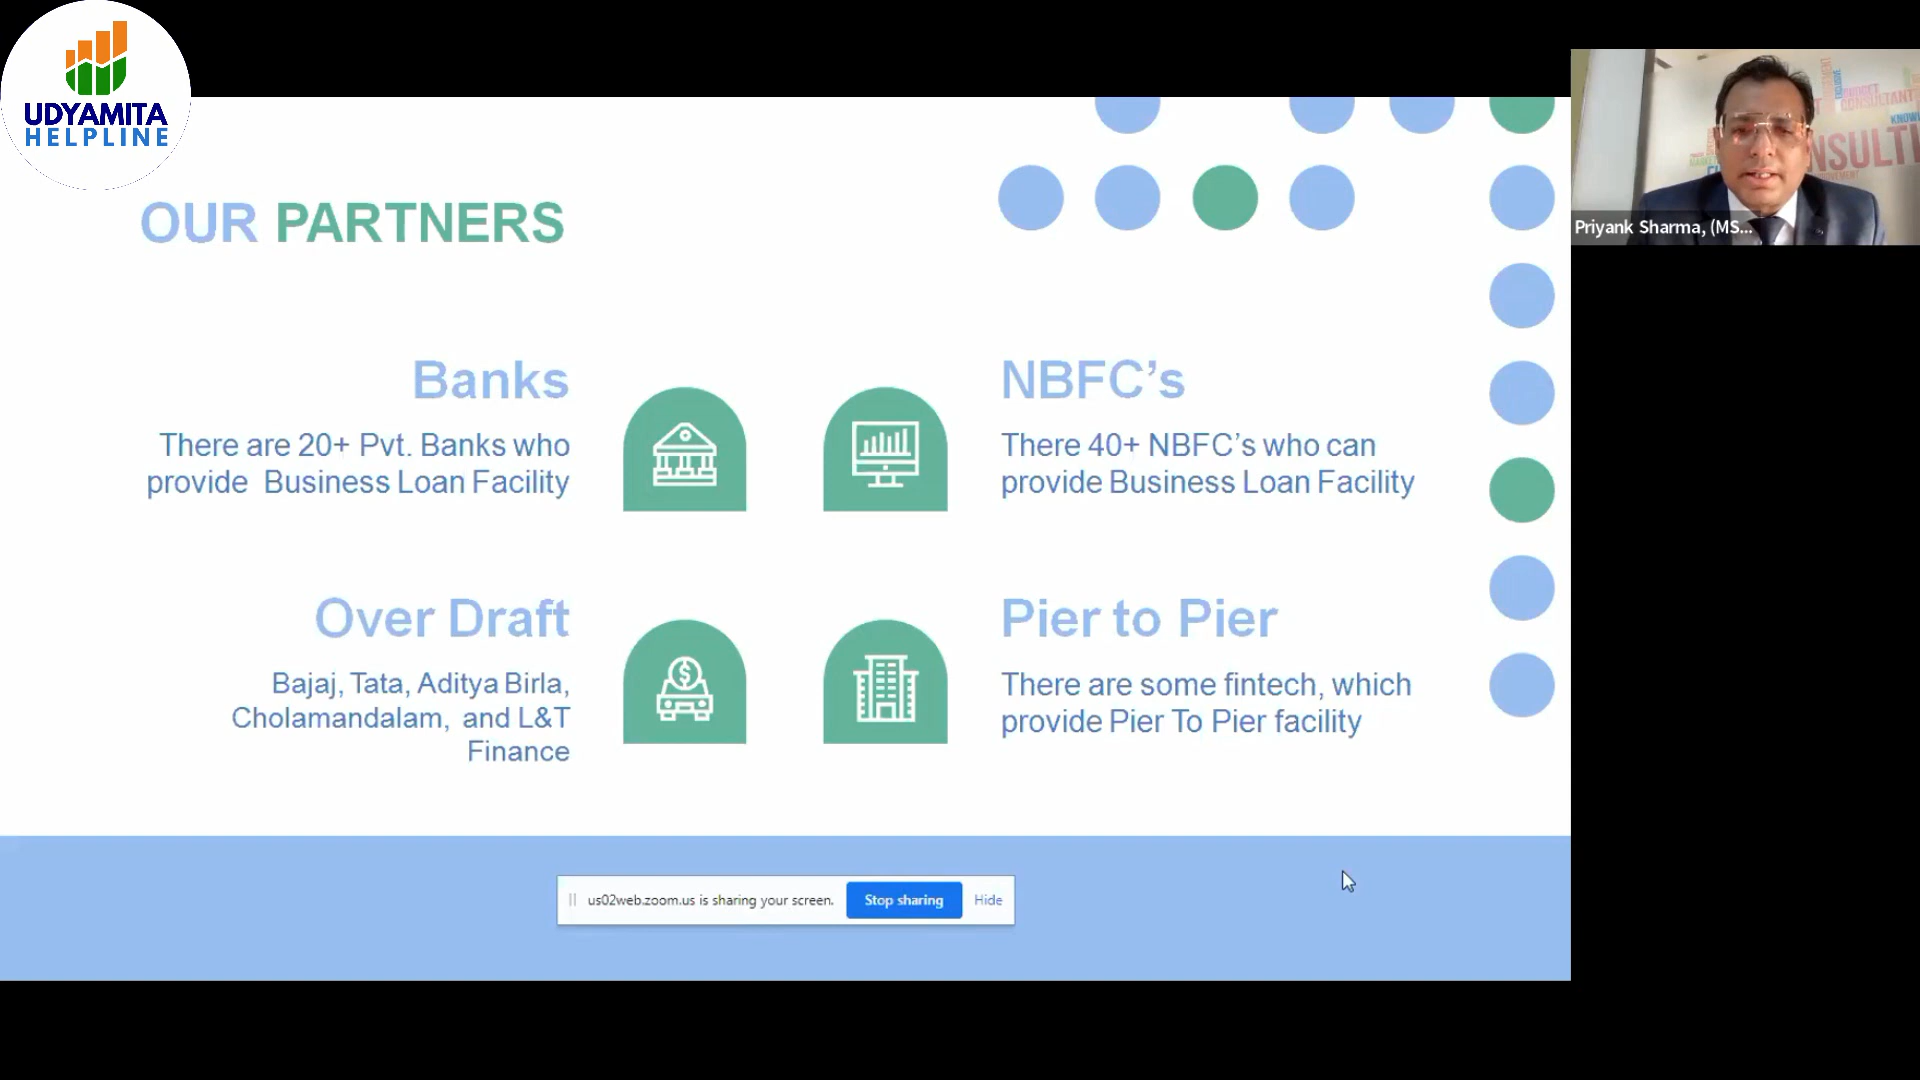 UDYAMITA
HELPLINE
OUR PARTNERS
Banks
There are 20+ Pvt. Banks who
provide Business Loan Facility
NBFC's
There 40+ NBFC's who can
provide Business Loan Facility
Over Draft
Bajaj, Tata, Aditya Birla,
Cholamandalam, and L&T
Finance
Pier to Pier
There are some fintech, which
provide Pier To Pier facility
us02web.zoom.us is sharing your screen.
Stop sharing
Hide
CONSULTANT
NSULTI
Priyank Sharma, (MS...